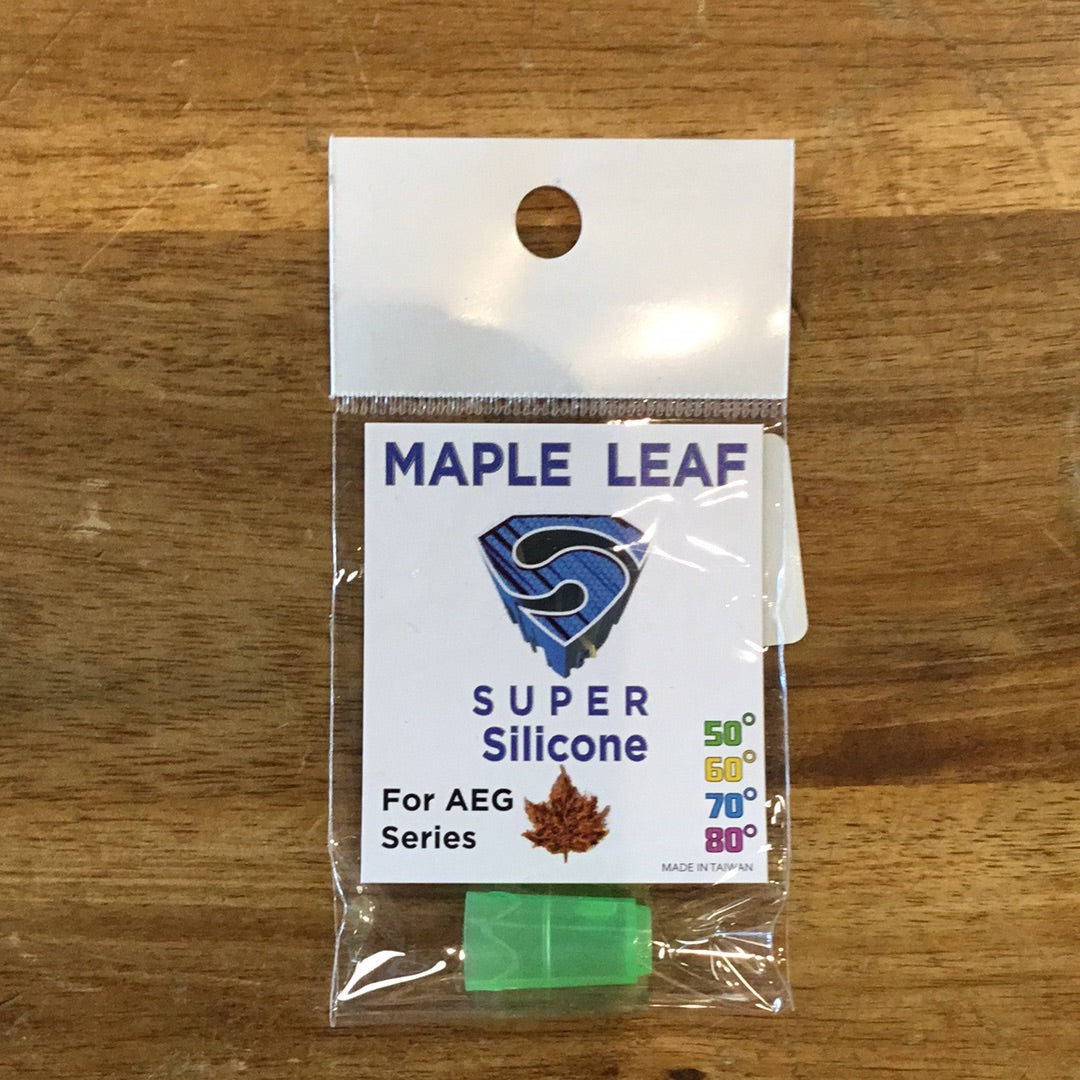 MAPLE LEAF
SUPER
Silicone
50°
60°
70°
80°
For AEG
Series
MADE IN TAIWAN